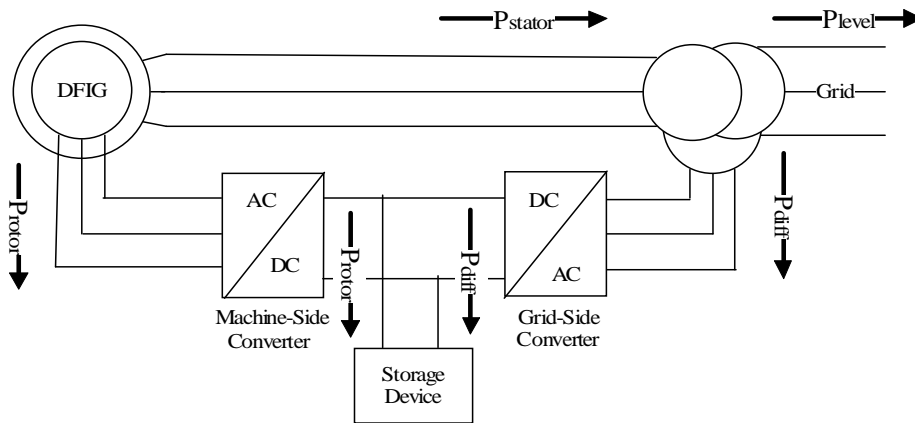 Pstator
Plevel
DFIG
Grid
Protor
AC
DC
Machine-Side
Converter
Protor
Pdiff
DC
AC
Grid-Side
Converter
Pdiff
Storage
Device